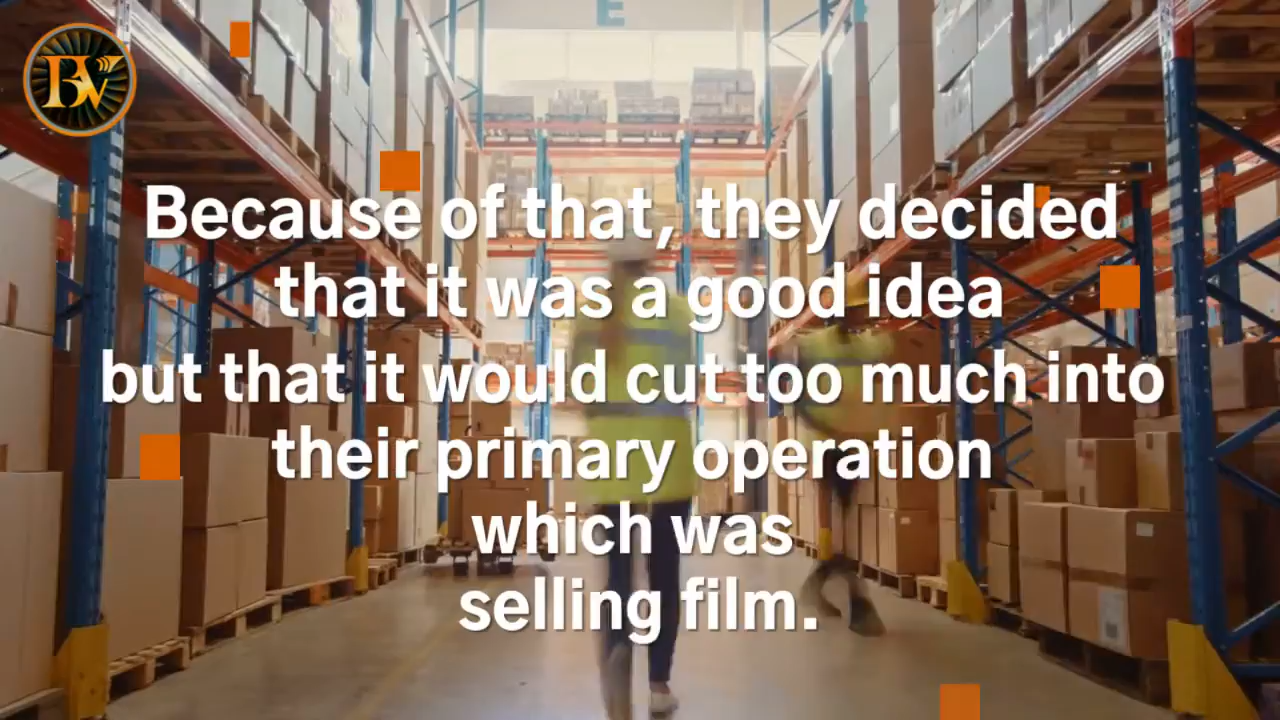 E
BV
Because of that, they decided
that it was a good idea
but that it would cut too much into
their primary operation
which was
selling film.